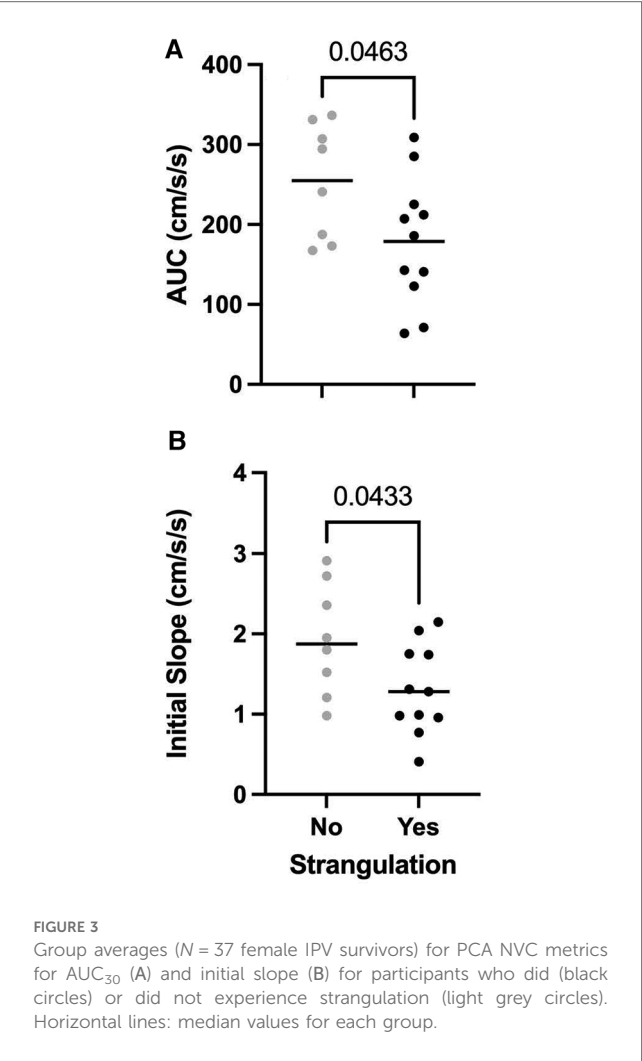 A
0.0463
400
300
200
100
0
AUC (cm/s/s)
B
0.0433
4
3
2
1
0
Initial Slope (cm/s/s)
No Yes
Strangulation
FIGURE 3
Group averages (N = 37 female IPV survivors) for PCA NVC metrics
for AUC30 (A) and initial slope (B) for participants who did (black
circles) or did not experience strangulation (light grey circles).
Horizontal lines: median values for each group.